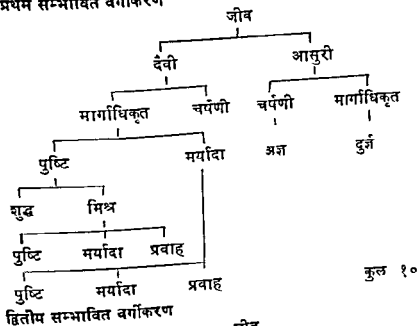 प्रथम सम्भावित वर्गीकरण
जीव
दैवी आसुरी
मार्गाधिकृत चर्षणी चर्षणी मार्गाधिकृत
पुष्टि मर्यादा अज्ञ दुर्ज्ञ
शुद्ध मिश्र
पुष्टि मर्यादा प्रवाह
पुष्टि मर्यादा प्रवाह कुल १०
द्वितीय सम्भावित वर्गीकरण
जीव